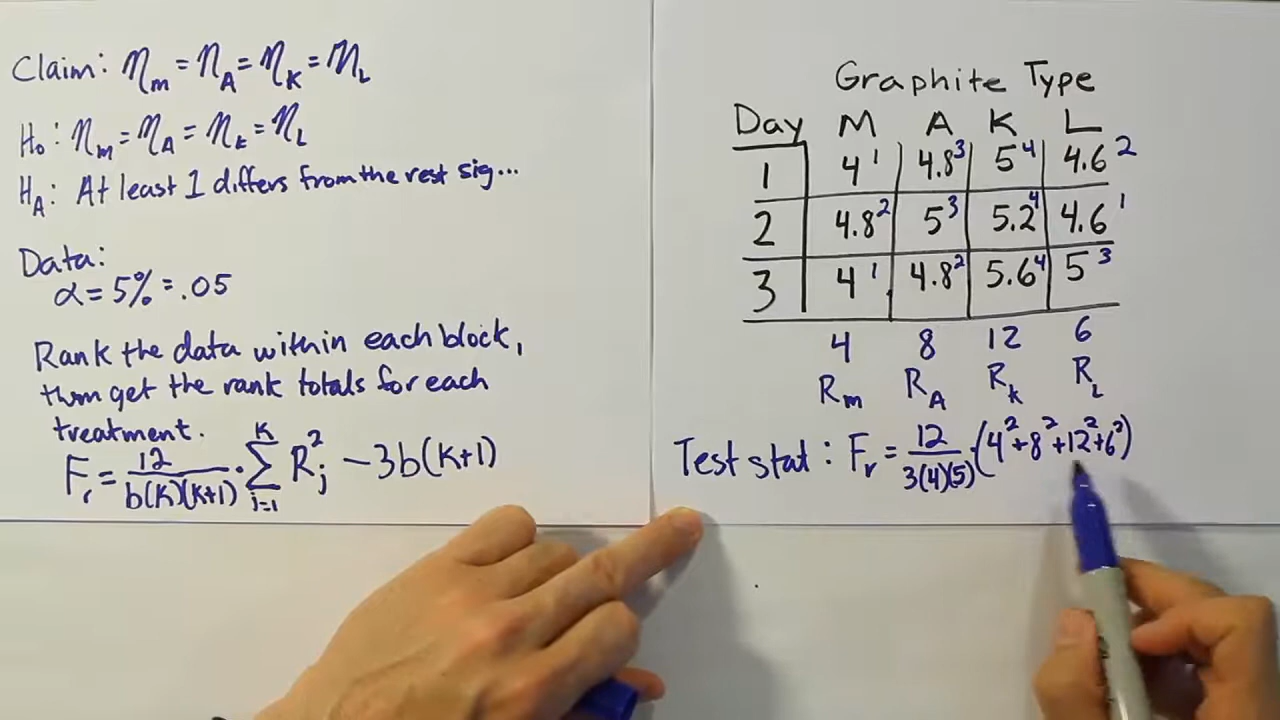 Claim: ηₘ = η_A = η_K = η_L
H₀: ηₘ = η_A = η_k = η_L
H_A: At least 1 differs from the rest sig...
Data:
α = 5% = .05
Rank the data within each block,
thrn get the rank totals for each
treatment.
F_r = 12/(b(k)(k+1)) · Σ_{i=1}^{K} R_j² − 3b(k+1)
Graphite Type
Day M A K L
1 4 ¹ 4.8 ³ 5 ⁴ 4.6 ²
2 4.8 ² 5 ³ 5.2 ⁴ 4.6 ¹
3 4 ¹ 4.8 ² 5.6 ⁴ 5 ³
4 8 12 6
Rₘ R_A R_k R_L
Test stat: F_r = 12/(3(4)(5)) · (4² + 8² + 12² + 6²)